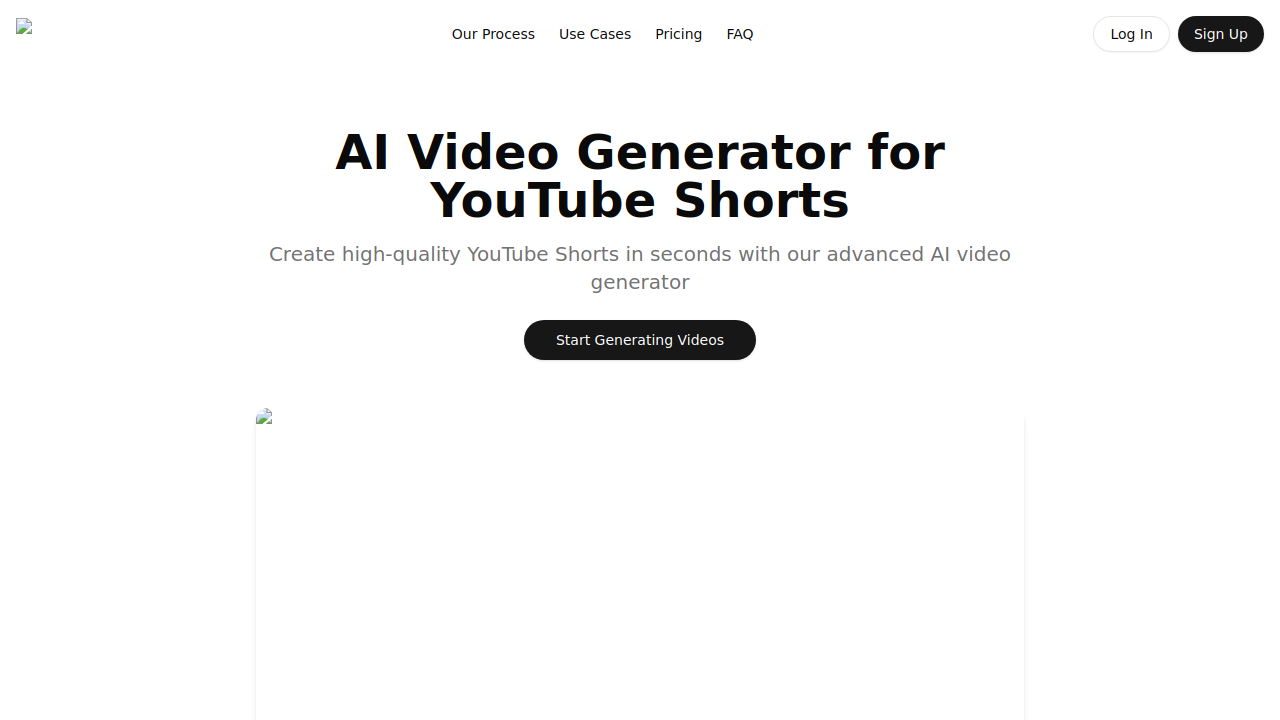 Our Process
Use Cases
Pricing
FAQ
Log In
Sign Up
AI Video Generator for
YouTube Shorts
Create high-quality YouTube Shorts in seconds with our advanced AI video
generator
Start Generating Videos